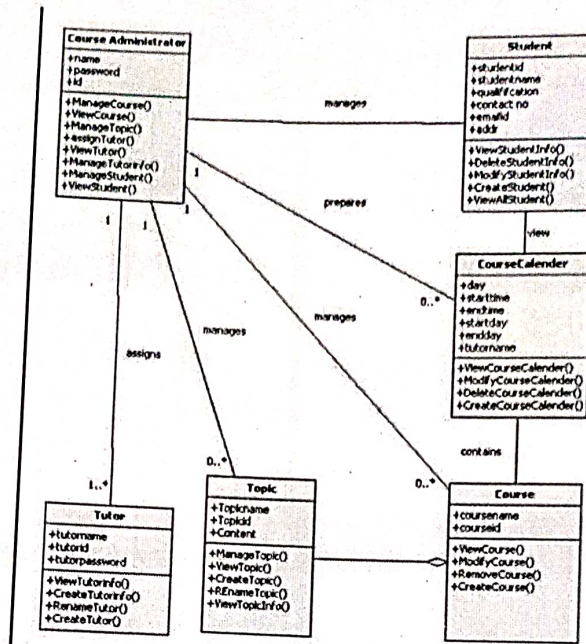 Course Administrator
+name
+password
+id
+ManageCourse()
+ViewCourse()
+ManageTopic()
+assignTutor()
+ViewTutor()
+ManageTutorInfo()
+ManageStudent()
+ViewStudent()
manages
Student
+studentid
+studentname
+qualification
+contact no
+emailid
+addr
+ViewStudentInfo()
+DeleteStudentInfo()
+ModifyStudentInfo()
+CreateStudent()
+ViewAllStudent()
1
prepares
1
1
1
view
CourseCalender
+day
+starttime
+endtime
+startday
+endday
+tutorname
+ViewCourseCalender()
+ModifyCourseCalender()
+DeleteCourseCalender()
+CreateCourseCalender()
0..*
manages
manages
assigns
contains
1..*
0..*
0..*
Tutor
+tutorname
+tutorid
+tutorpassword
+ViewTutorInfo()
+CreateTutorInfo()
+RenameTutor()
+CreateTutor()
Topic
+Topicname
+Topicid
+Content
+ManageTopic()
+ViewTopic()
+CreateTopic()
+REnameTopic()
+ViewTopicInfo()
Course
+coursename
+courseid
+ViewCourse()
+ModifyCourse()
+RemoveCourse()
+CreateCourse()